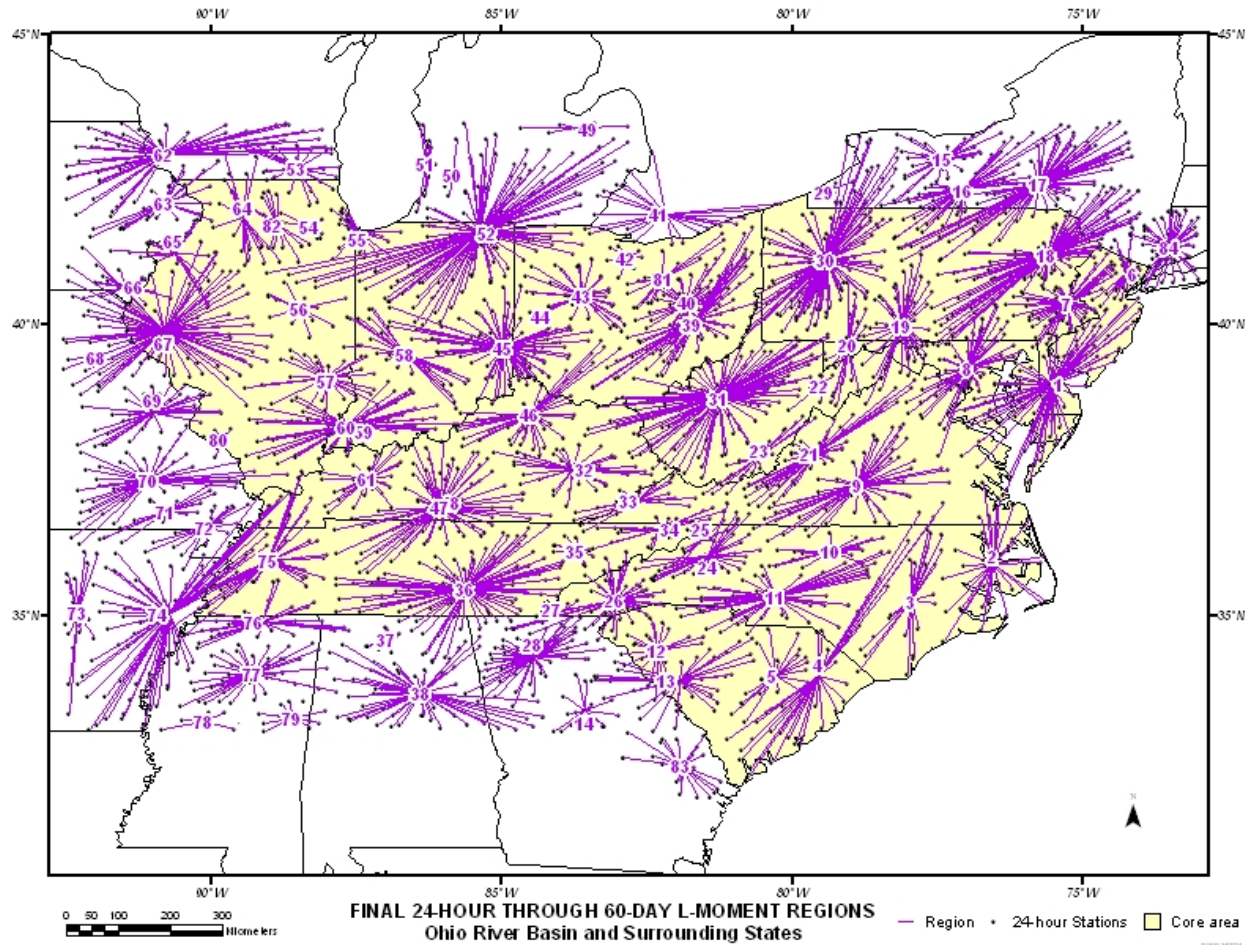 90°W 85°W 80°W 75°W
45°N 45°N
49
62 53 51 50 15
63 64 16 17
82 54 29 41
65 55 52 42 30 84
66 56 43 81 18 6
44 40 7
67 39 19
68 58 45 20
57 31 22 8 1
69 46
80 60 59 23 21
61 32
70 47 48 33 9
71 72 34 25
35 24 10 2
75 36 26 11 3
73 74 76 27
37 28 12 4
77 38 13 5
78 79 14
83
40°N 40°N
35°N 35°N
N
90°W 85°W 80°W 75°W
0 50 100 200 300
Kilometers
FINAL 24-HOUR THROUGH 60-DAY L-MOMENT REGIONS
Ohio River Basin and Surrounding States
Region 24-hour Stations Core area